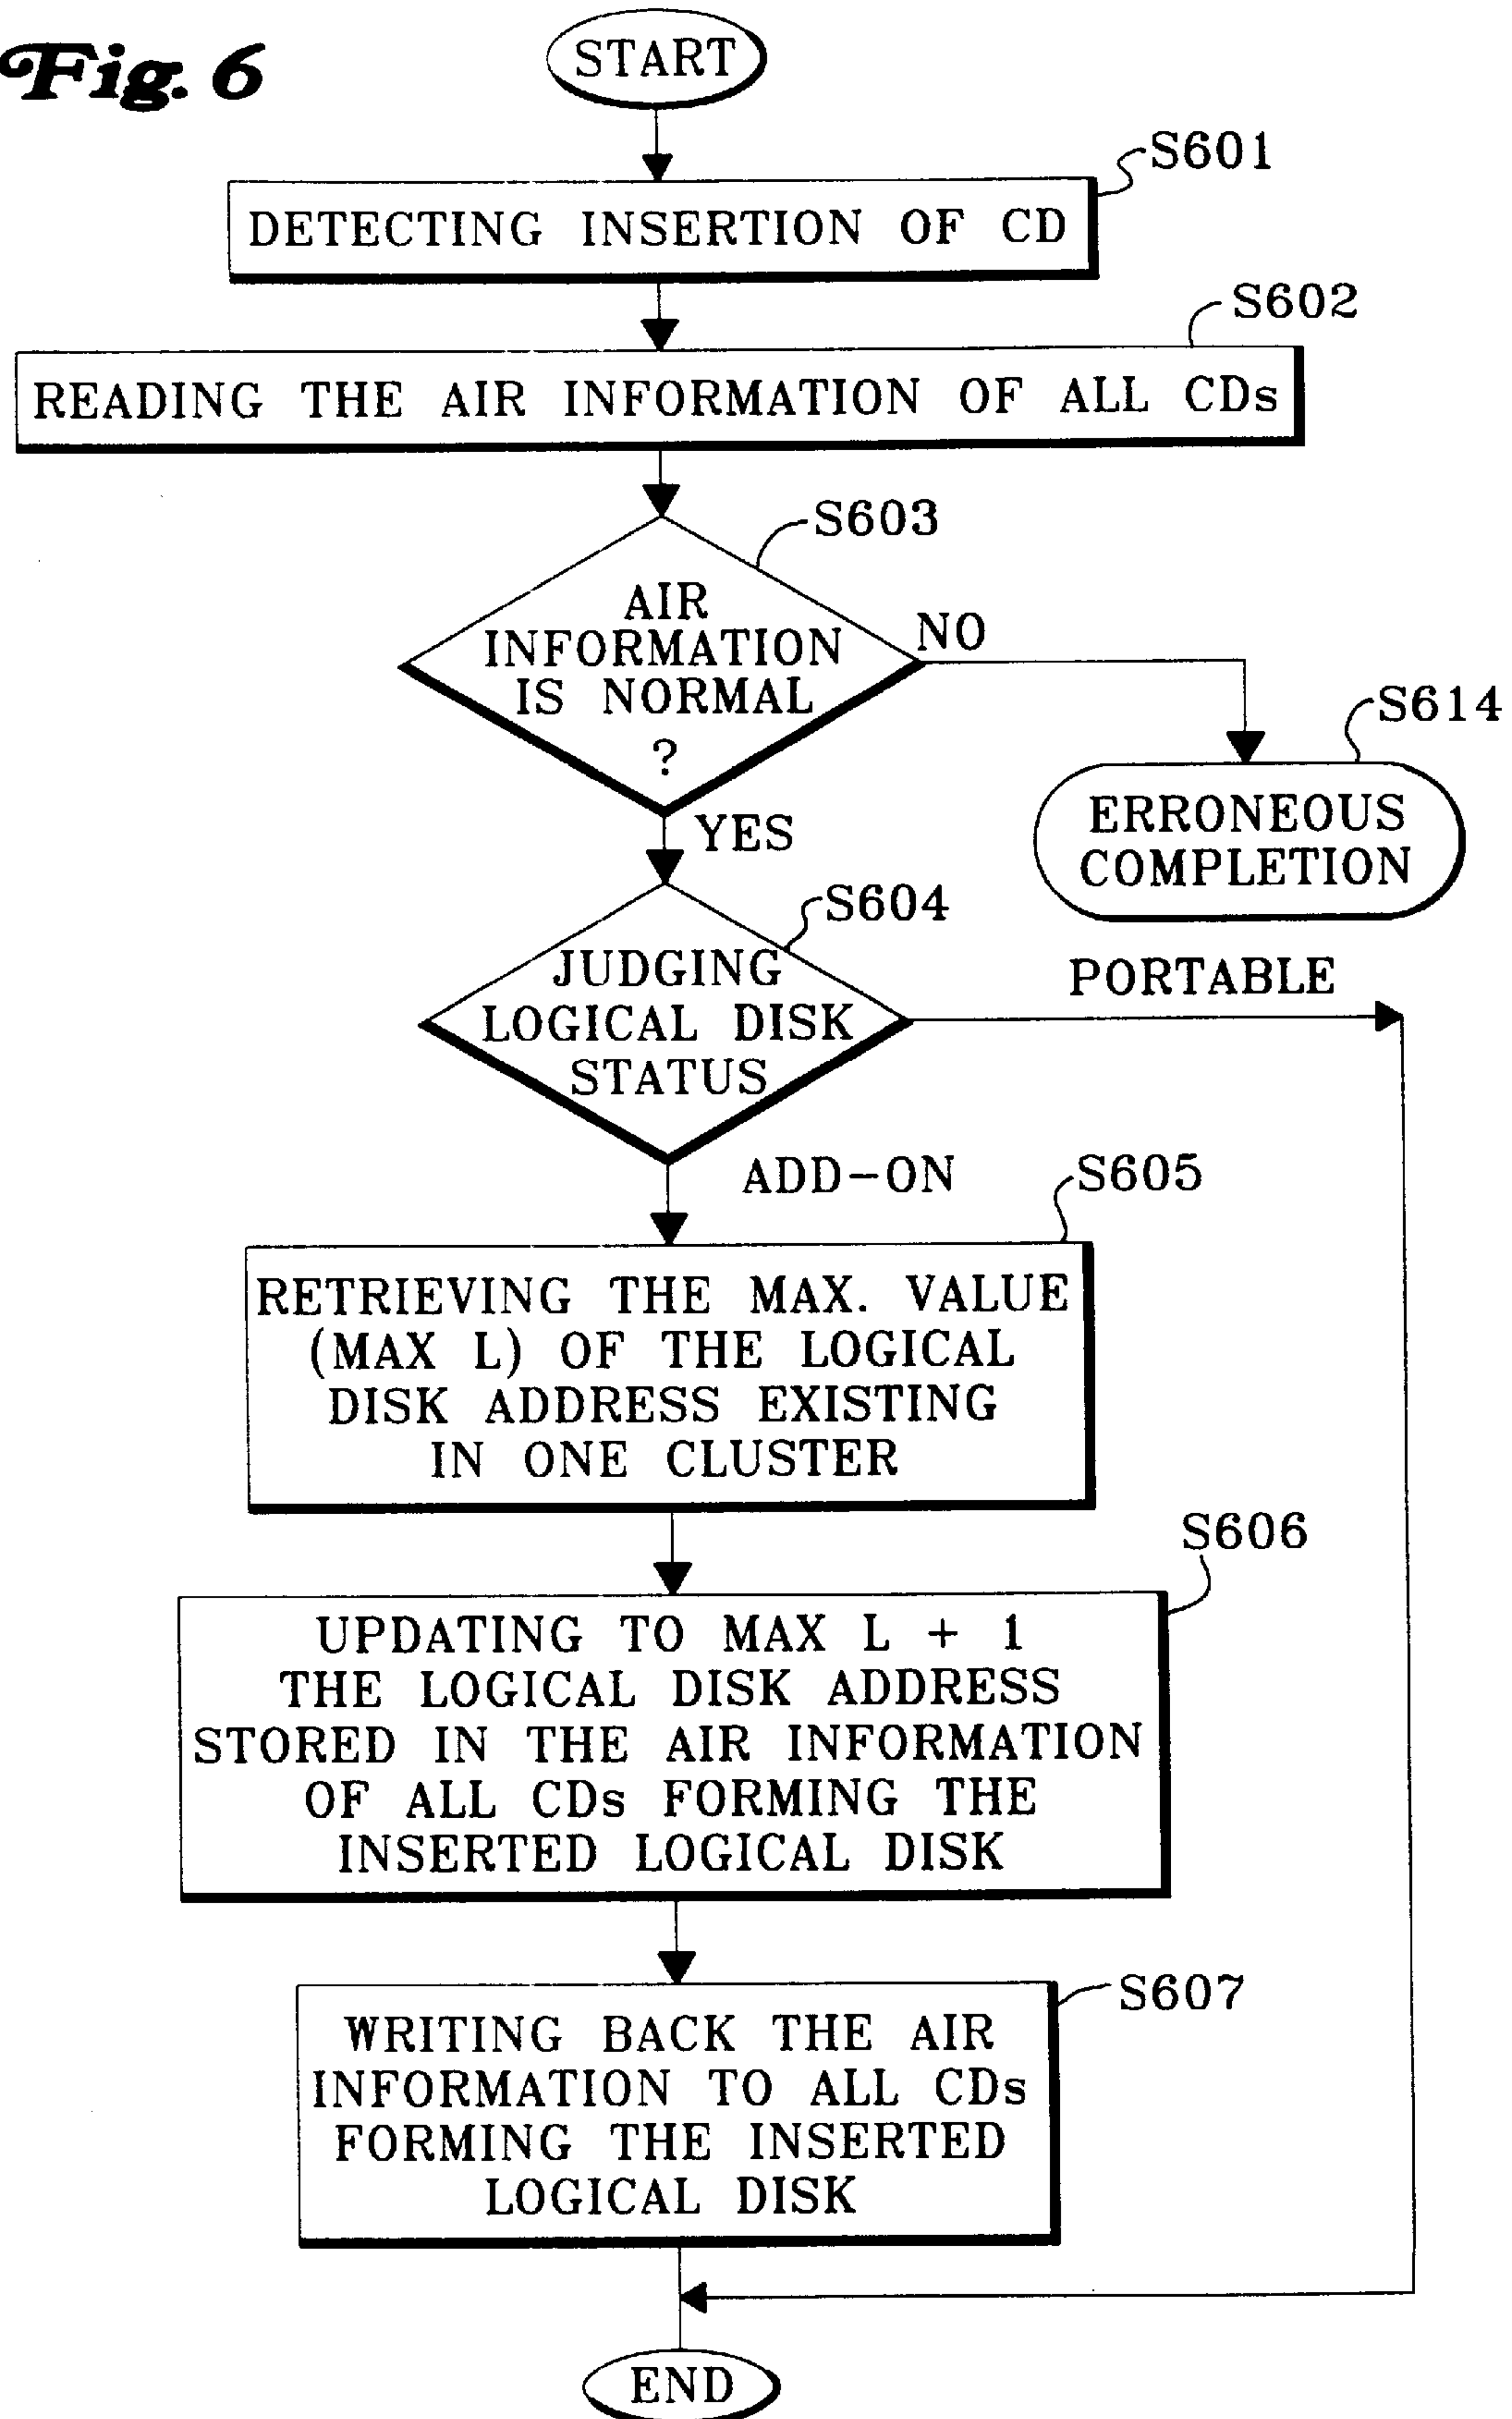 Fig. 6
START
S601
DETECTING INSERTION OF CD
S602
READING THE AIR INFORMATION OF ALL CDs
S603
AIR
INFORMATION
IS NORMAL
?
NO
S614
ERRONEOUS
COMPLETION
YES
S604
JUDGING
LOGICAL DISK
STATUS
PORTABLE
ADD-ON
S605
RETRIEVING THE MAX. VALUE
(MAX L) OF THE LOGICAL
DISK ADDRESS EXISTING
IN ONE CLUSTER
S606
UPDATING TO MAX L + 1
THE LOGICAL DISK ADDRESS
STORED IN THE AIR INFORMATION
OF ALL CDs FORMING THE
INSERTED LOGICAL DISK
S607
WRITING BACK THE AIR
INFORMATION TO ALL CDs
FORMING THE INSERTED
LOGICAL DISK
END